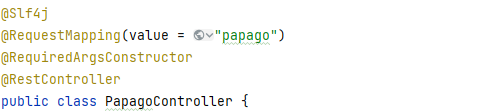 @Slf4j
@RequestMapping(value = "papago")
@RequiredArgsConstructor
@RestController
public class PapagoController {